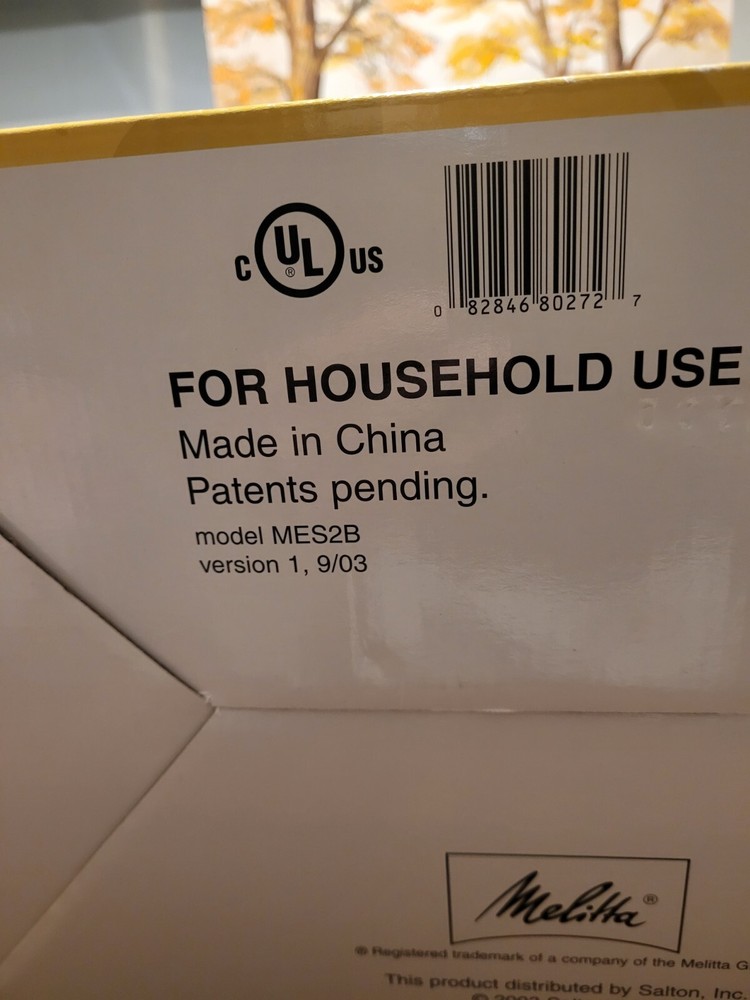 C UL® US
0 82846 80272 7
FOR HOUSEHOLD USE
Made in China
Patents pending.
model MES2B
version 1, 9/03
Melitta®
® Registered trademark of a company of the Melitta G
This product distributed by Salton, Inc.